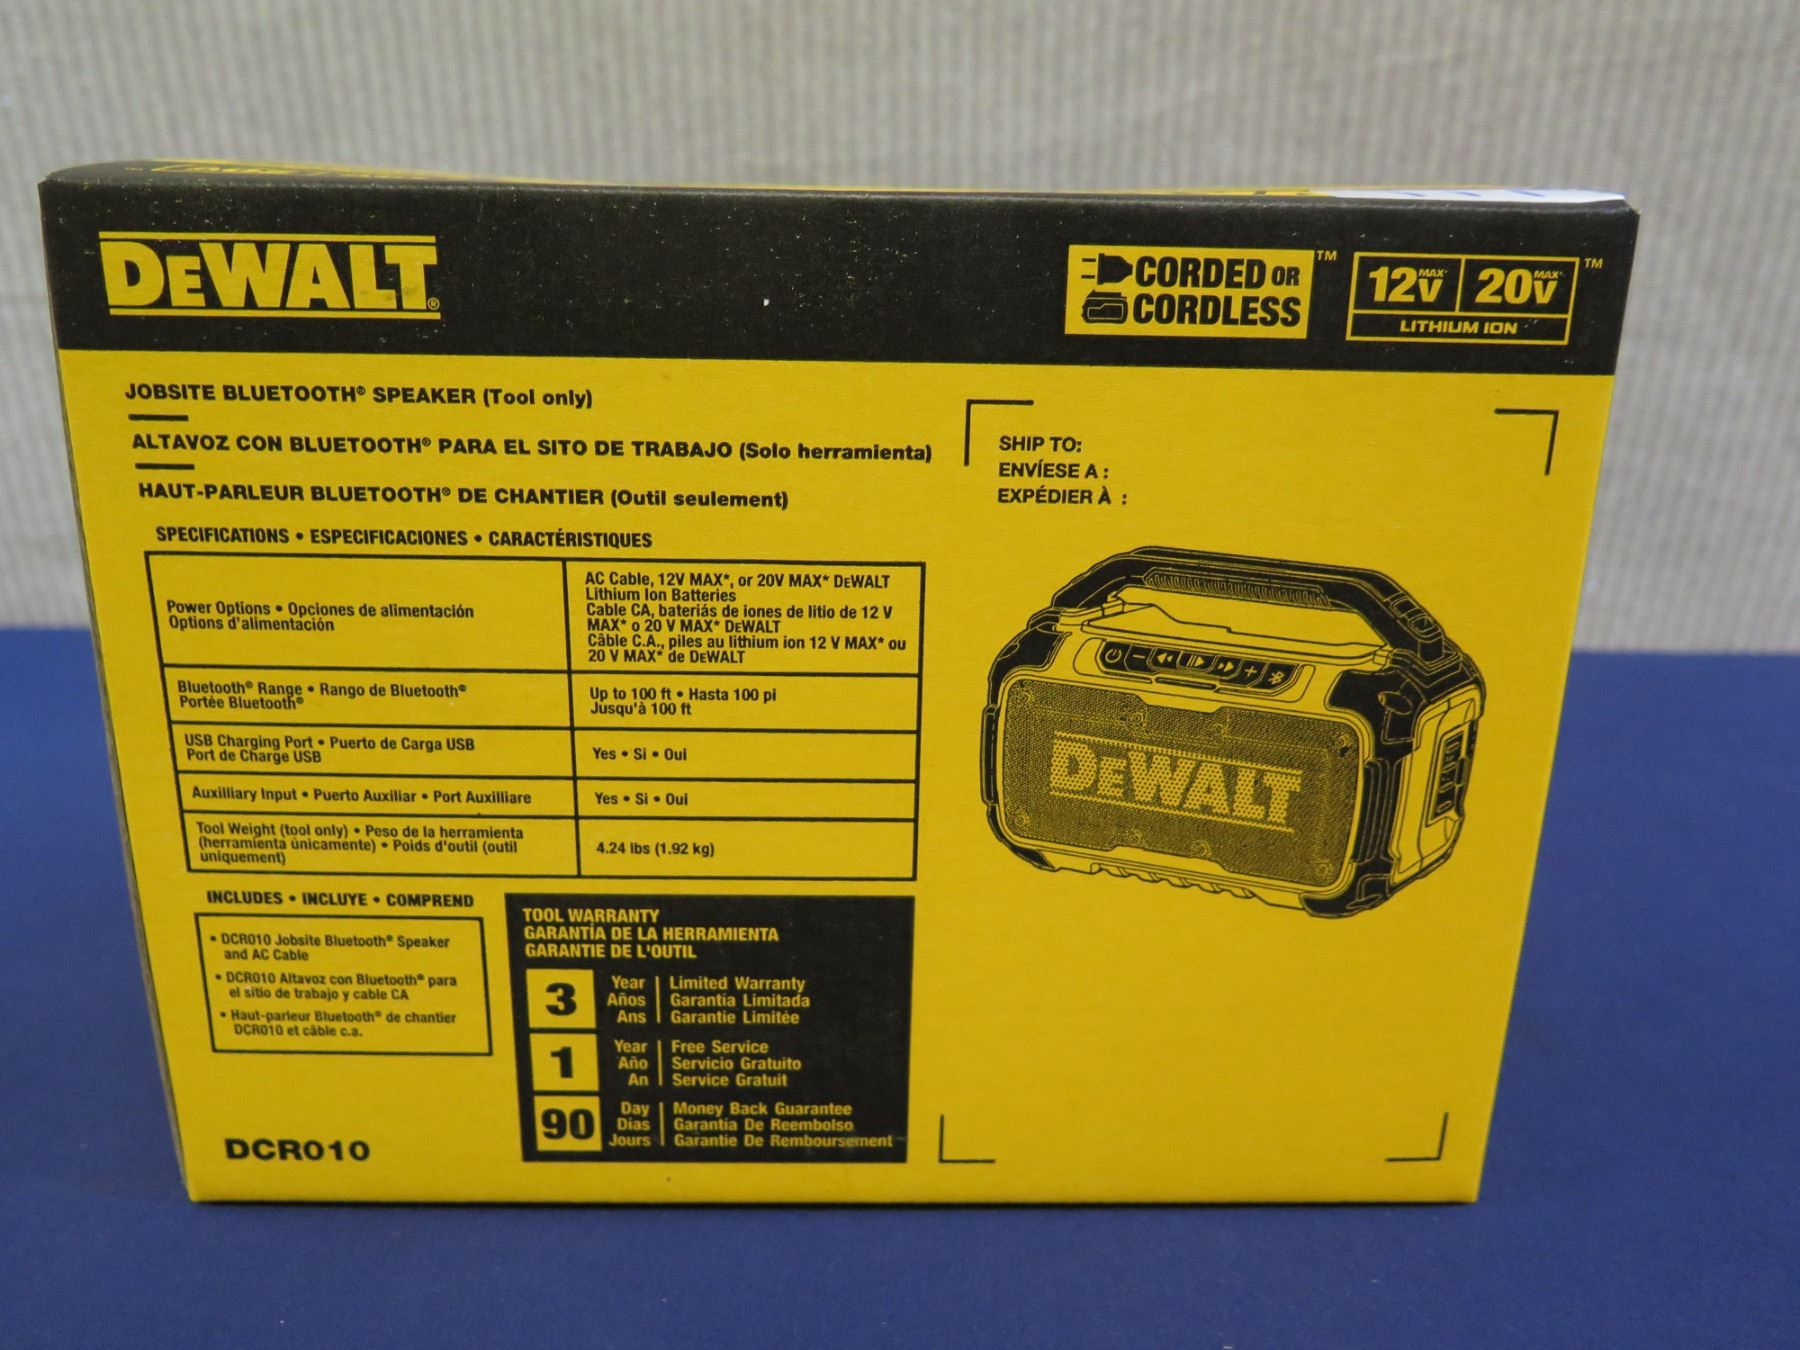 DEWALT®
CORDED OR
CORDLESS ™
12V MAX* 20V MAX* ™
LITHIUM ION
JOBSITE BLUETOOTH® SPEAKER (Tool only)
ALTAVOZ CON BLUETOOTH® PARA EL SITO DE TRABAJO (Solo herramienta)
HAUT-PARLEUR BLUETOOTH® DE CHANTIER (Outil seulement)
SPECIFICATIONS • ESPECIFICACIONES • CARACTÉRISTIQUES
Power Options • Opciones de alimentación
Options d'alimentación
AC Cable, 12V MAX*, or 20V MAX* DEWALT
Lithium Ion Batteries
Cable CA, bateriás de iones de litio de 12 V
MAX* o 20 V MAX* DEWALT
Câble C.A., piles au lithium ion 12 V MAX* ou
20 V MAX* de DEWALT
Bluetooth® Range • Rango de Bluetooth®
Portée Bluetooth®
Up to 100 ft • Hasta 100 pi
Jusqu'à 100 ft
USB Charging Port • Puerto de Carga USB
Port de Charge USB
Yes • Si • Oui
Auxilliary Input • Puerto Auxiliar • Port Auxilliare
Yes • Si • Oui
Tool Weight (tool only) • Peso de la herramienta
(herramienta únicamente) • Poids d'outil (outil
uniquement)
4.24 lbs (1.92 kg)
INCLUDES • INCLUYE • COMPREND
• DCR010 Jobsite Bluetooth® Speaker
and AC Cable
• DCR010 Altavoz con Bluetooth® para
el sitio de trabajo y cable CA
• Haut-parleur Bluetooth® de chantier
DCR010 et câble c.a.
DCR010
TOOL WARRANTY
GARANTÍA DE LA HERRAMIENTA
GARANTIE DE L'OUTIL
3
Year Limited Warranty
Años Garantia Limitada
Ans Garantie Limitée
1
Year Free Service
Año Servicio Gratuito
An Service Gratuit
90
Day Money Back Guarantee
Dias Garantia De Reembolso
Jours Garantie De Remboursement
SHIP TO:
ENVÍESE A :
EXPÉDIER À :
DEWALT